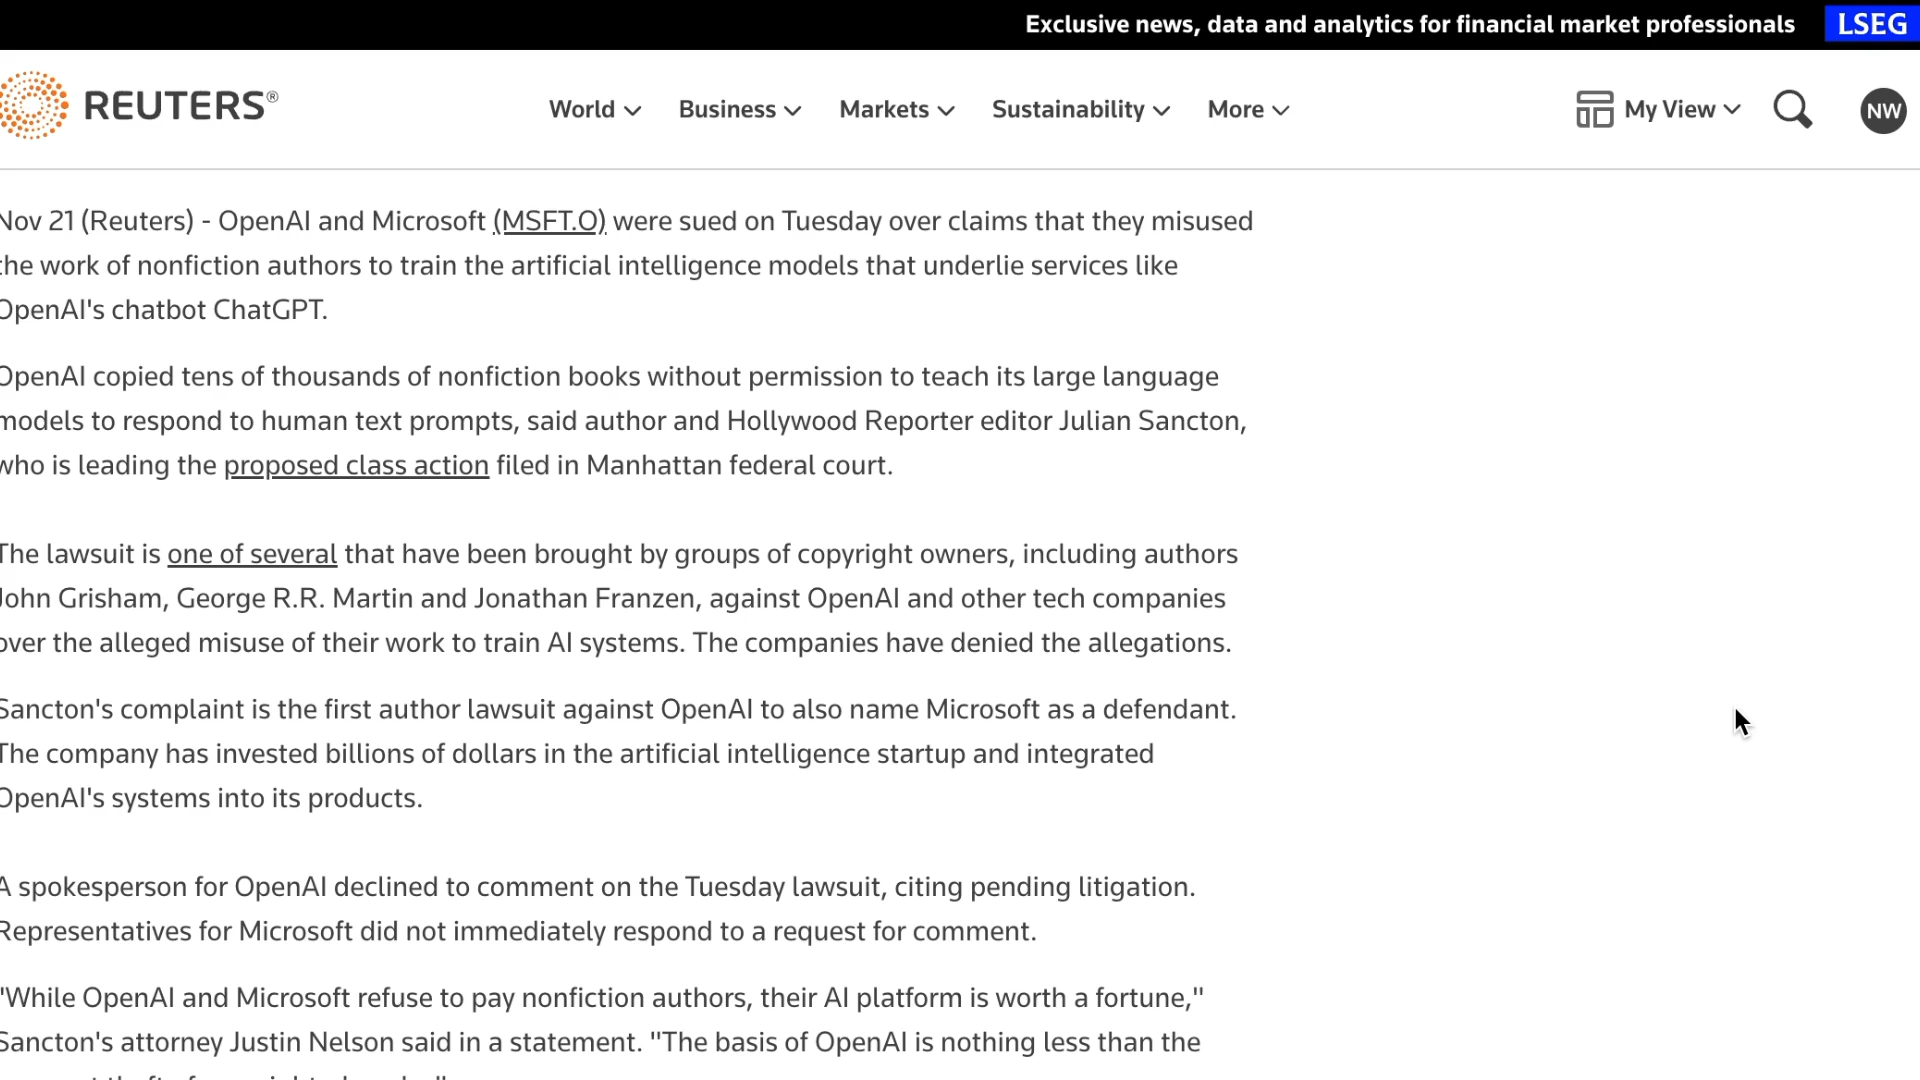 Exclusive news, data and analytics for financial market professionals LSEG
REUTERS® World Business Markets Sustainability More My View NW
Nov 21 (Reuters) - OpenAI and Microsoft (MSFT.O) were sued on Tuesday over claims that they misused
the work of nonfiction authors to train the artificial intelligence models that underlie services like
OpenAI's chatbot ChatGPT.
OpenAI copied tens of thousands of nonfiction books without permission to teach its large language
models to respond to human text prompts, said author and Hollywood Reporter editor Julian Sancton,
who is leading the proposed class action filed in Manhattan federal court.
The lawsuit is one of several that have been brought by groups of copyright owners, including authors
John Grisham, George R.R. Martin and Jonathan Franzen, against OpenAI and other tech companies
over the alleged misuse of their work to train AI systems. The companies have denied the allegations.
Sancton's complaint is the first author lawsuit against OpenAI to also name Microsoft as a defendant.
The company has invested billions of dollars in the artificial intelligence startup and integrated
OpenAI's systems into its products.
A spokesperson for OpenAI declined to comment on the Tuesday lawsuit, citing pending litigation.
Representatives for Microsoft did not immediately respond to a request for comment.
"While OpenAI and Microsoft refuse to pay nonfiction authors, their AI platform is worth a fortune,"
Sancton's attorney Justin Nelson said in a statement. "The basis of OpenAI is nothing less than the